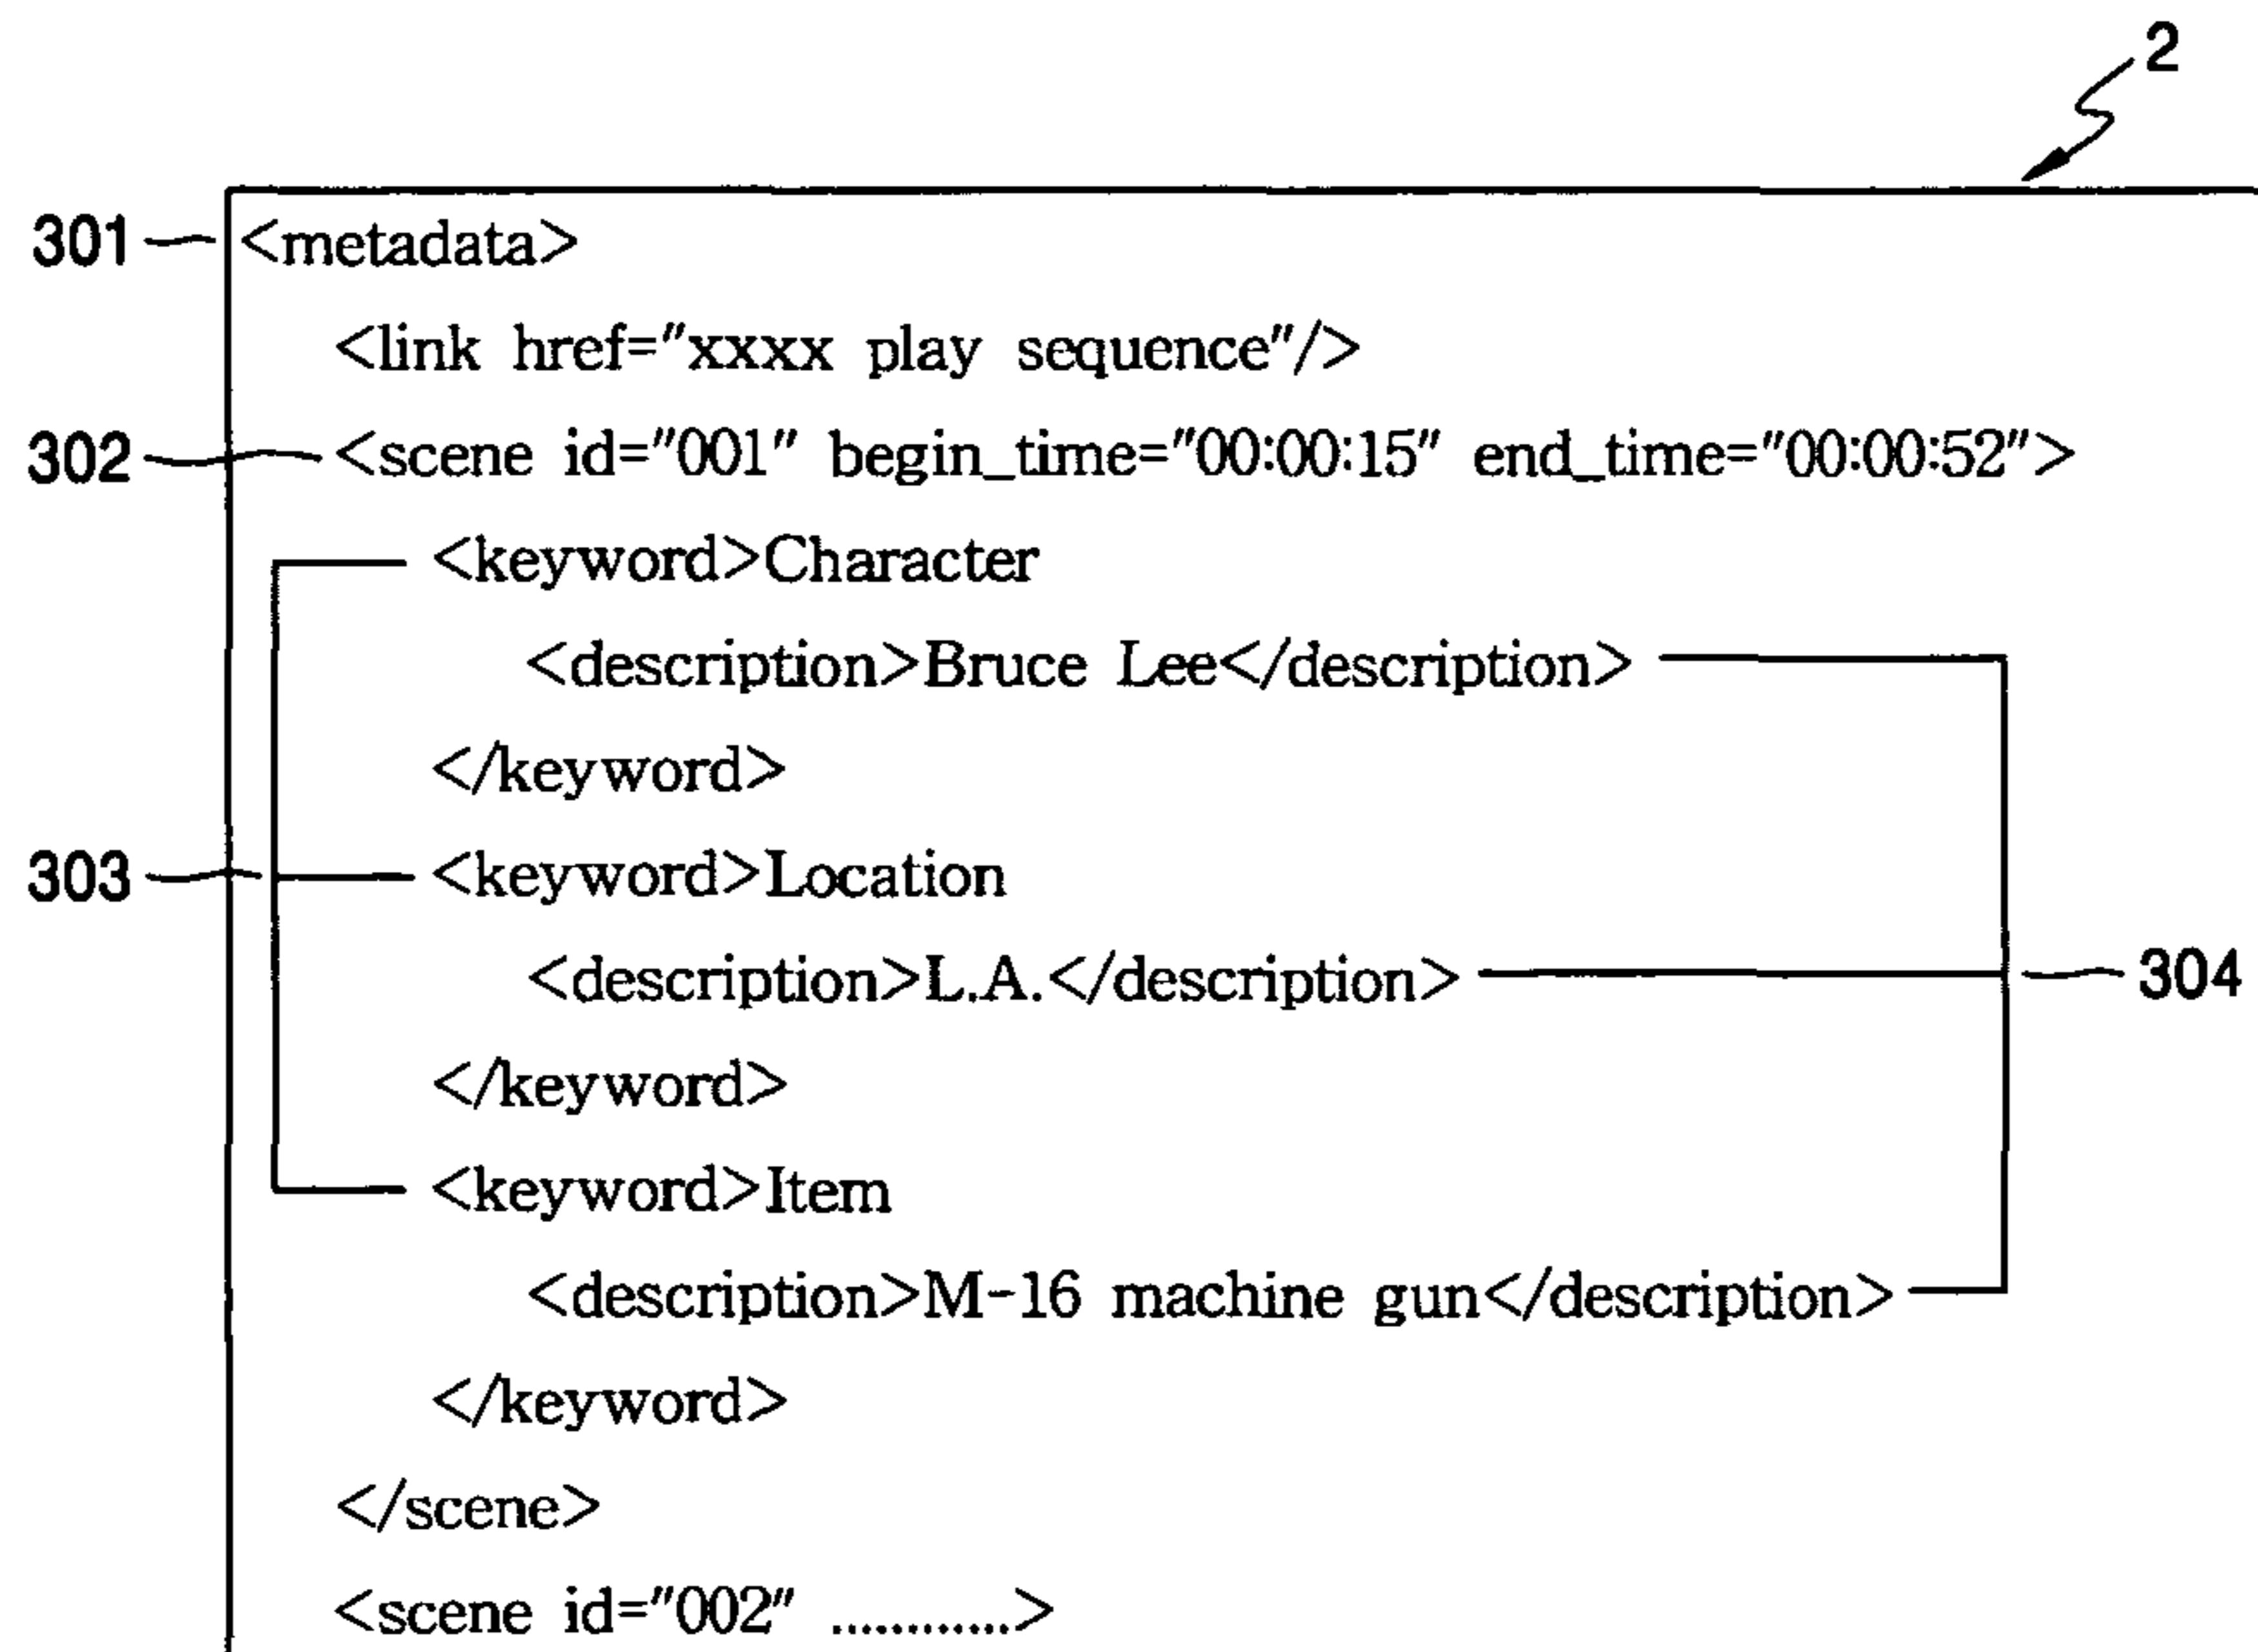 2
301 <metadata>
<link href="xxxx play sequence"/>
302 <scene id="001" begin_time="00:00:15" end_time="00:00:52">
<keyword>Character
<description>Bruce Lee</description>
</keyword>
303 <keyword>Location
<description>L.A.</description> 304
</keyword>
<keyword>Item
<description>M-16 machine gun</description>
</keyword>
</scene>
<scene id="002" ............>